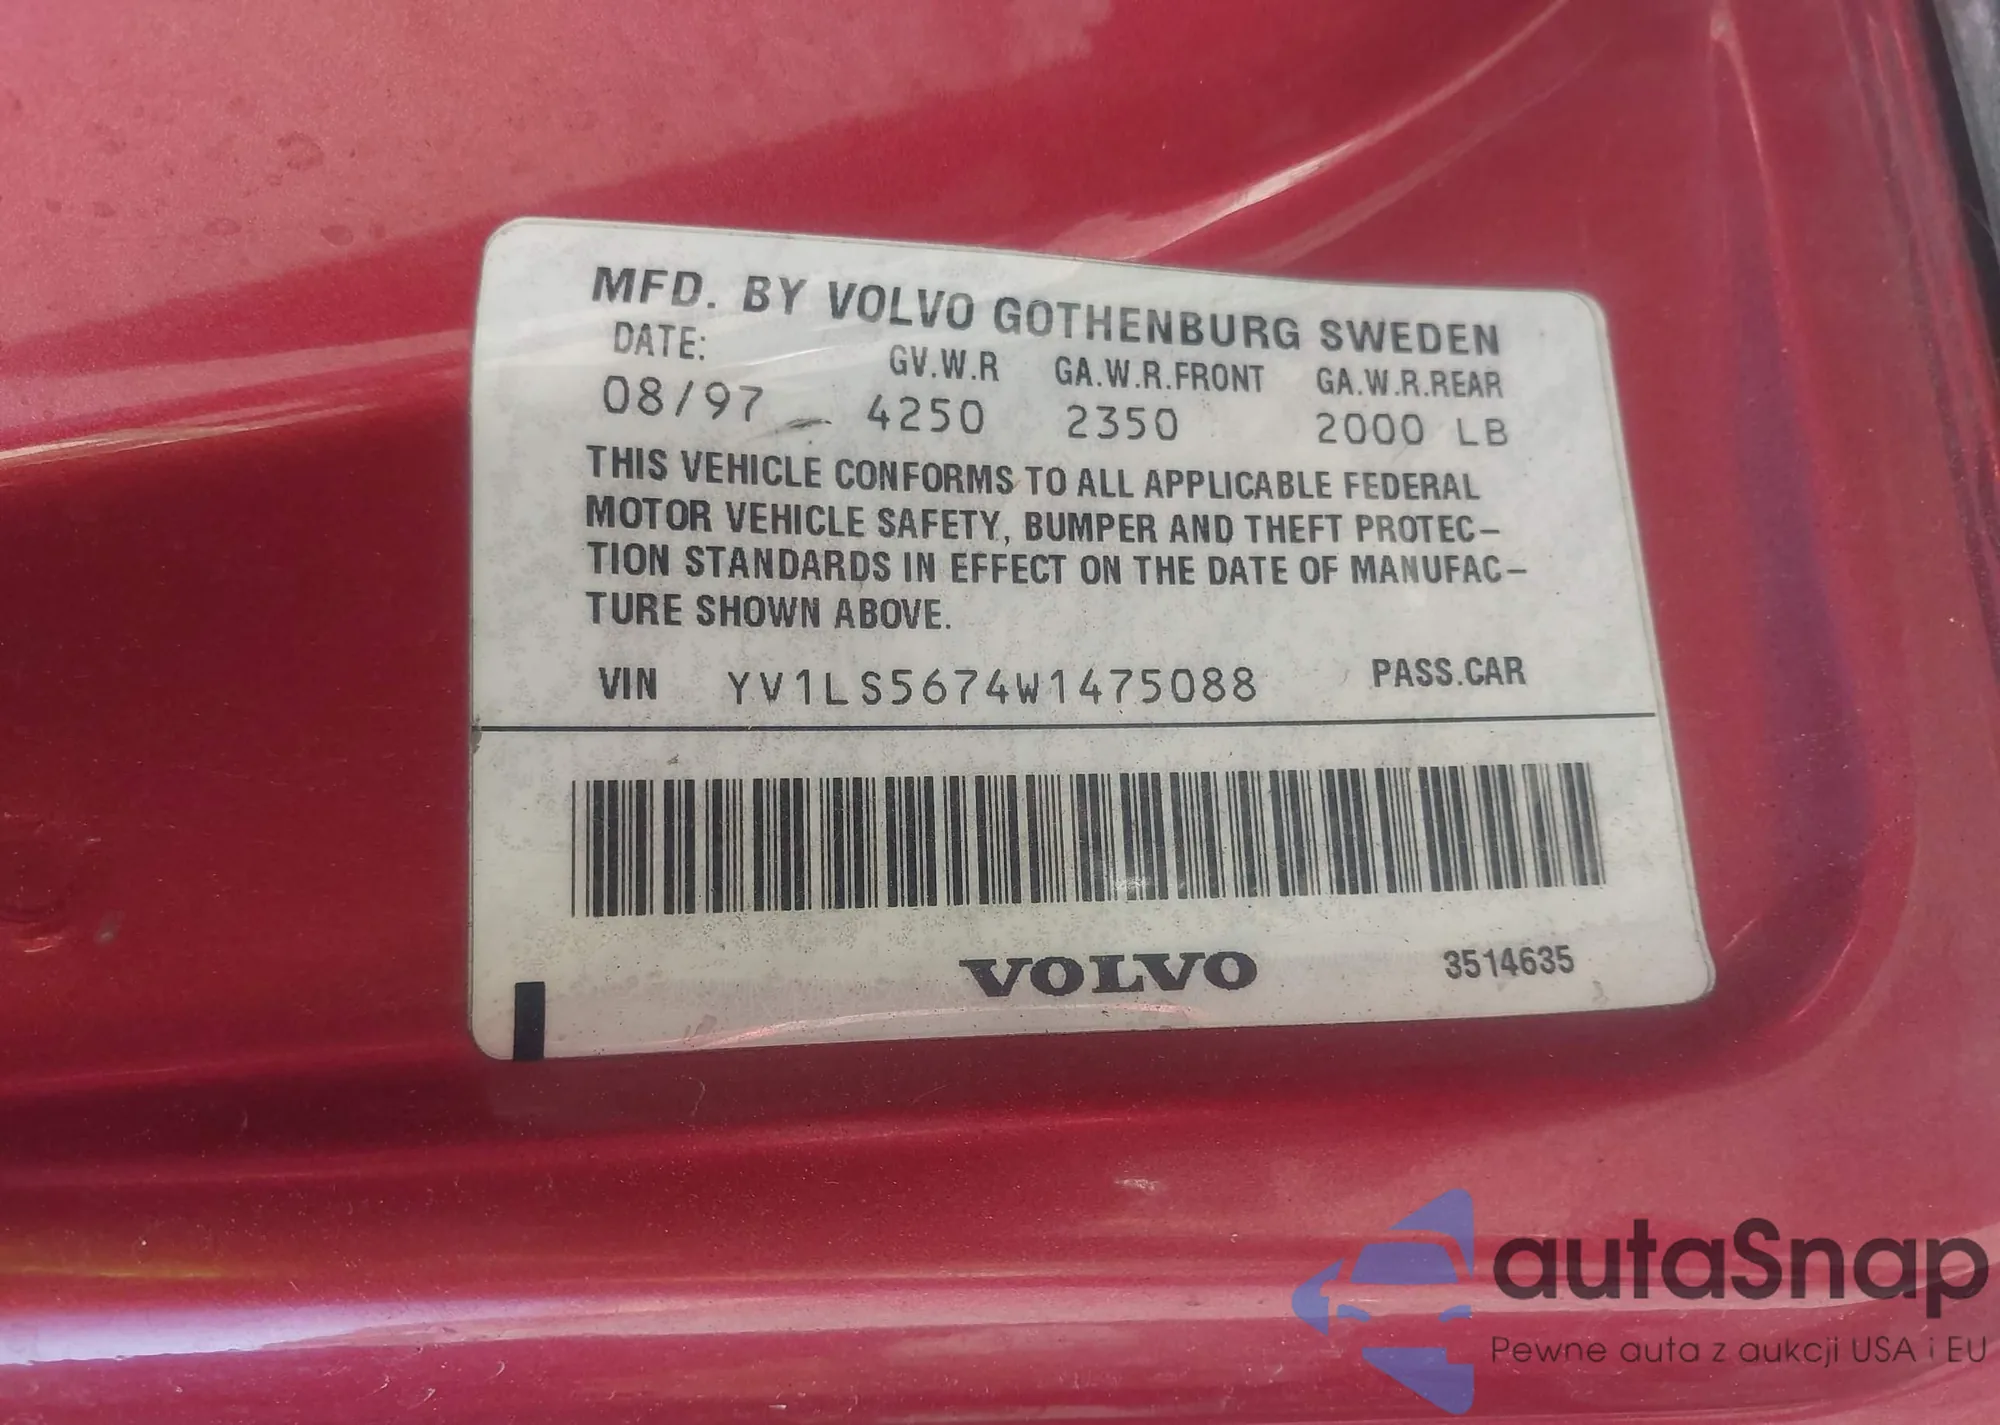 MFD. BY VOLVO GOTHENBURG SWEDEN
DATE: GV.W.R GA.W.R.FRONT GA.W.R.REAR
08/97 4250 2350 2000 LB
THIS VEHICLE CONFORMS TO ALL APPLICABLE FEDERAL
MOTOR VEHICLE SAFETY, BUMPER AND THEFT PROTEC-
TION STANDARDS IN EFFECT ON THE DATE OF MANUFAC-
TURE SHOWN ABOVE.
VIN YV1LS5674W1475088 PASS.CAR
VOLVO 3514635
autaSnap
Pewne auta z aukcji USA i EU